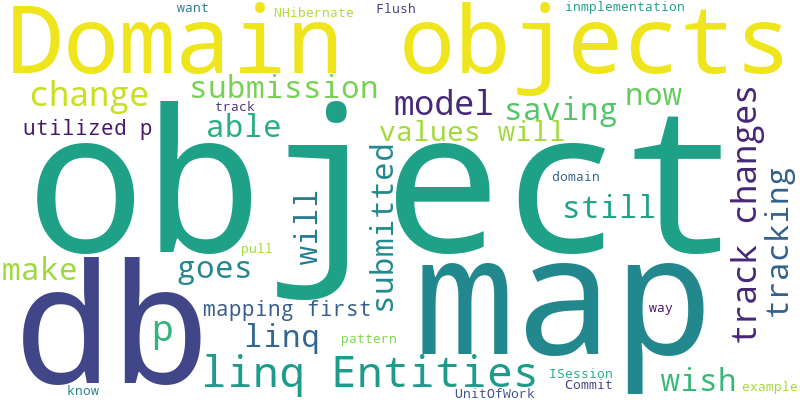 want
NHibernate
Flush
inmplementation
Domain objects
change
submission
track
model
saving
now
utilized p
able
values will
object
track changes
tracking
submitted
will
domain
still
make
pull
goes
db
map
mapping first
p
linq
pattern
way
linq Entities
ISession
wish
know
UnitOfWork
Commit
example